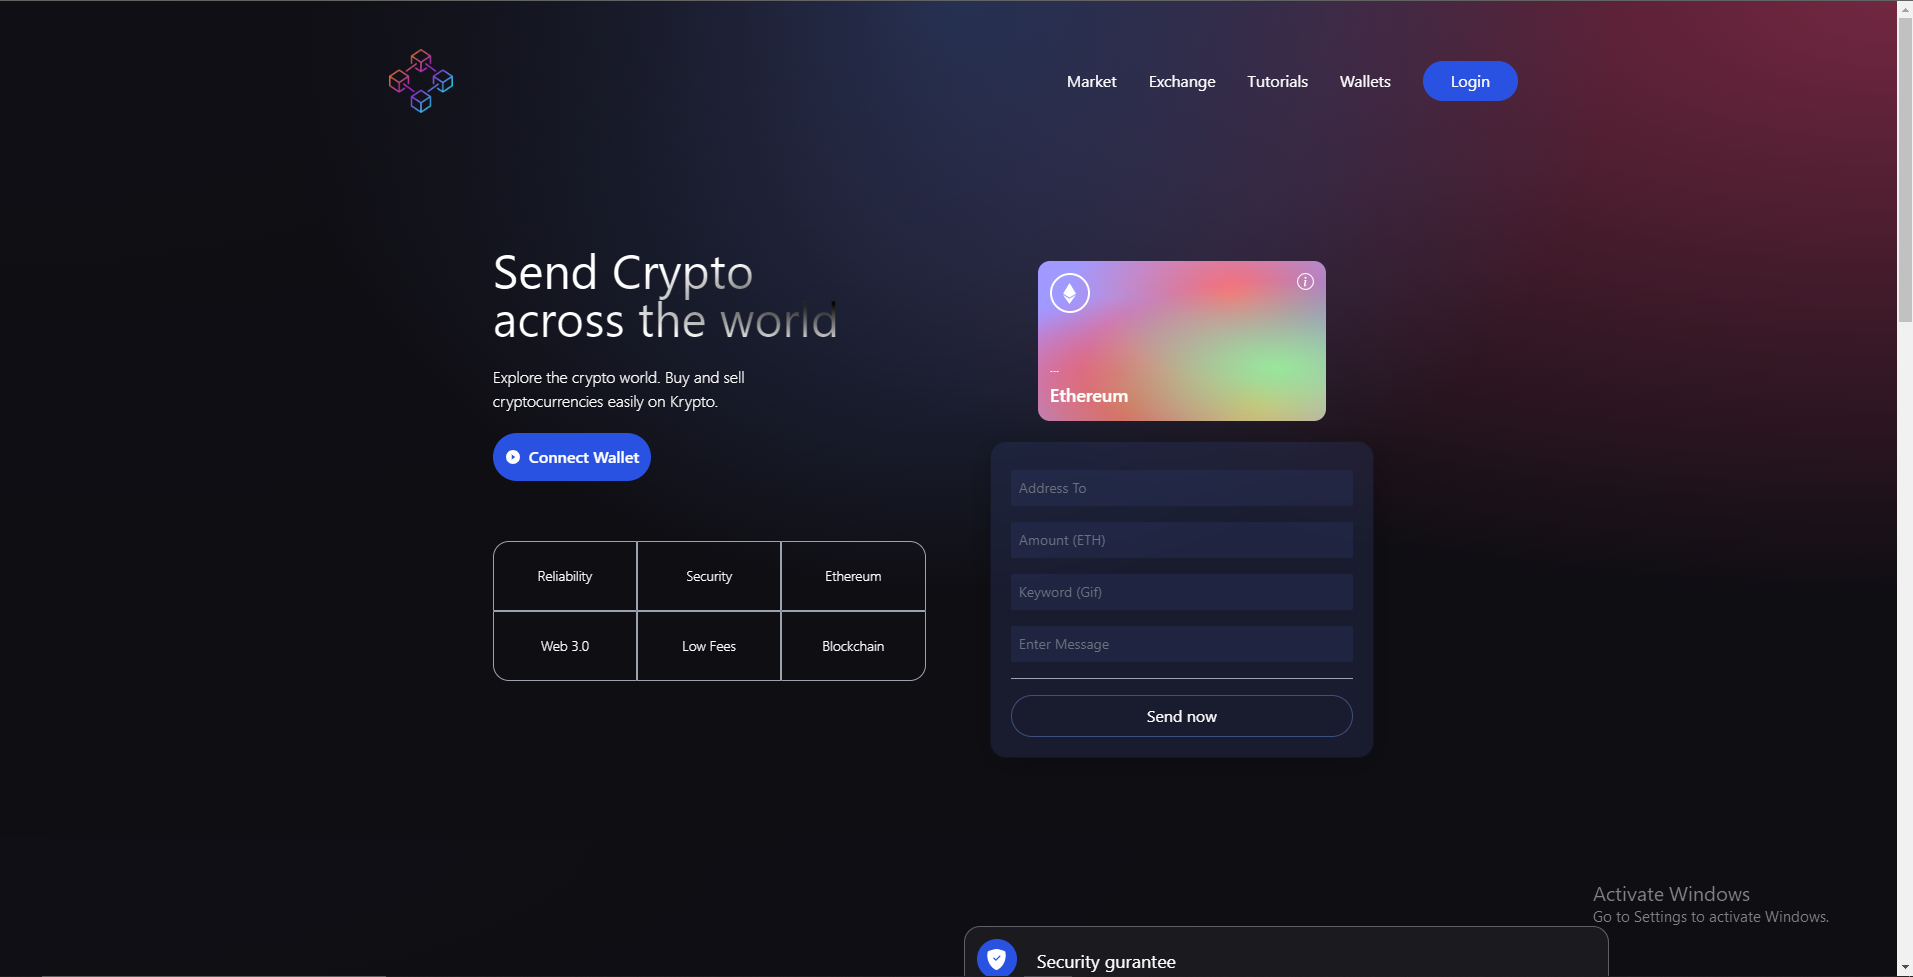 Market Exchange Tutorials Wallets Login
Send Crypto
across the world
Explore the crypto world. Buy and sell
cryptocurrencies easily on Krypto.
Connect Wallet
Reliability Security Ethereum
Web 3.0 Low Fees Blockchain
...
Ethereum
Address To
Amount (ETH)
Keyword (Gif)
Enter Message
Send now
Activate Windows
Go to Settings to activate Windows.
Security gurantee